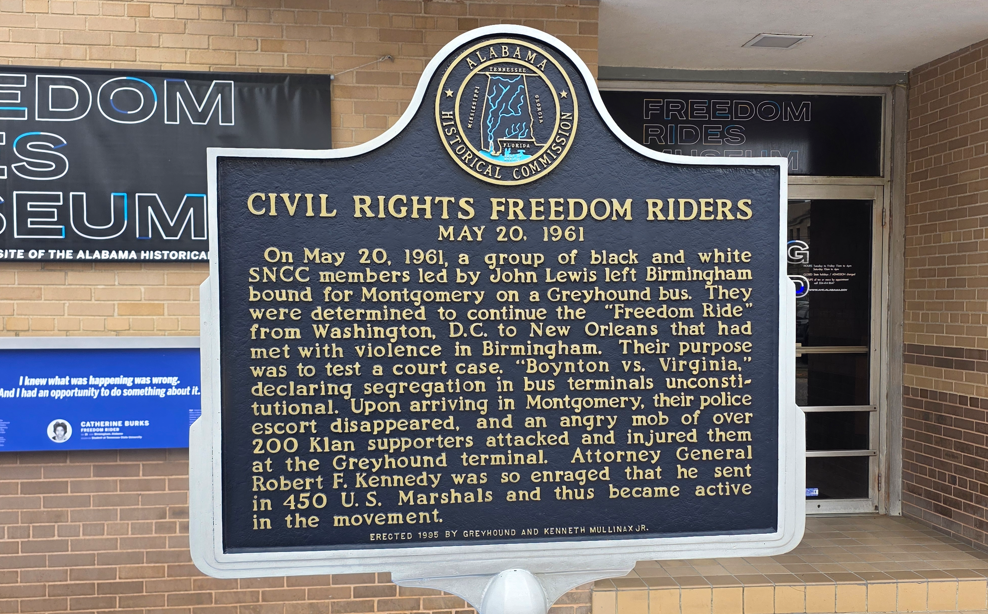 EDOM
ES
SEUM
SITE OF THE ALABAMA HISTORICAL
I knew what was happening was wrong.
And I had an opportunity to do something about it.
CATHERINE BURKS
FREEDOM RIDER
ALABAMA
HISTORICAL COMMISSION
TENNESSEE
MISSISSIPPI
GEORGIA
FLORIDA
CIVIL RIGHTS FREEDOM RIDERS
MAY 20, 1961
On May 20, 1961, a group of black and white
SNCC members led by John Lewis left Birmingham
bound for Montgomery on a Greyhound bus. They
were determined to continue the "Freedom Ride"
from Washington, D.C. to New Orleans that had
met with violence in Birmingham. Their purpose
was to test a court case. "Boynton vs. Virginia,"
declaring segregation in bus terminals unconsti-
tutional. Upon arriving in Montgomery, their police
escort disappeared, and an angry mob of over
200 Klan supporters attacked and injured them
at the Greyhound terminal. Attorney General
Robert F. Kennedy was so enraged that he sent
in 450 U.S. Marshals and thus became active
in the movement.
ERECTED 1995 BY GREYHOUND AND KENNETH MULLINAX JR.
FREEDOM
RIDES
MUSEUM